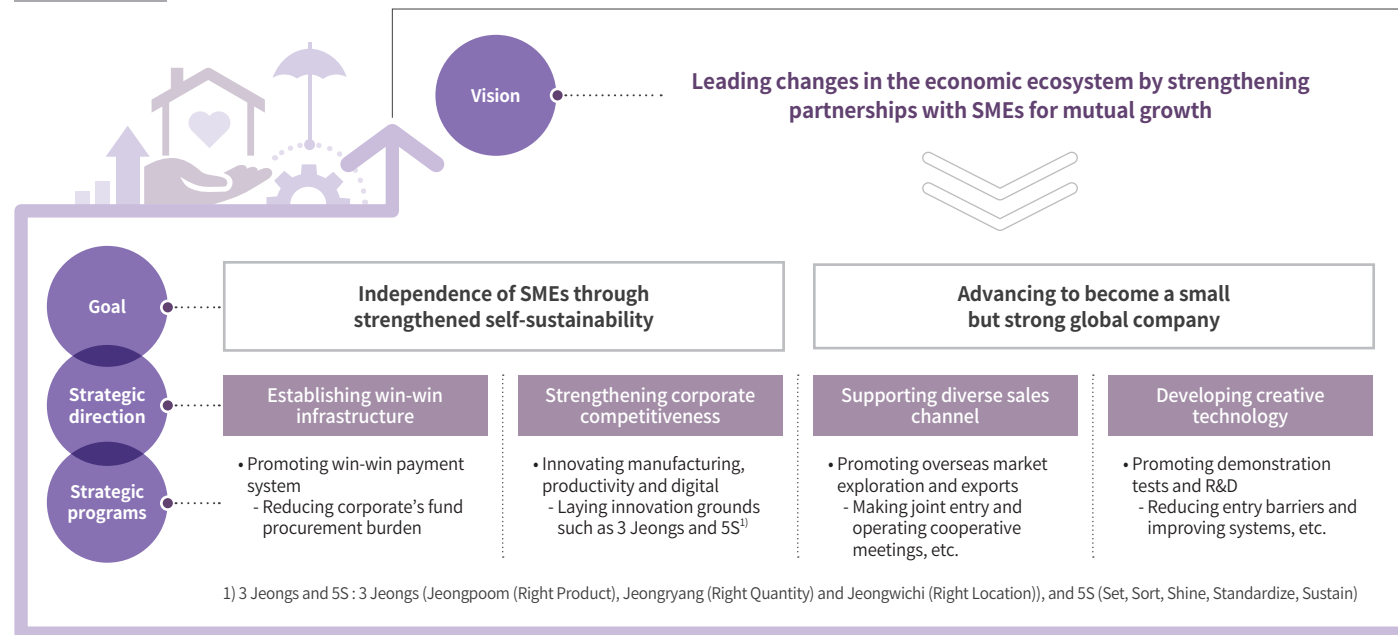 Vision
Leading changes in the economic ecosystem by strengthening
partnerships with SMEs for mutual growth
Goal
Independence of SMEs through
strengthened self-sustainability
Advancing to become a small
but strong global company
Strategic
direction
Establishing win-win
infrastructure
Strengthening corporate
competitiveness
Supporting diverse sales
channel
Developing creative
technology
Strategic
programs
• Promoting win-win payment
system
- Reducing corporate's fund
procurement burden
• Innovating manufacturing,
productivity and digital
- Laying innovation grounds
such as 3 Jeongs and 5S1)
• Promoting overseas market
exploration and exports
- Making joint entry and
operating cooperative
meetings, etc.
• Promoting demonstration
tests and R&D
- Reducing entry barriers and
improving systems, etc.
1) 3 Jeongs and 5S : 3 Jeongs (Jeongpoom (Right Product), Jeongryang (Right Quantity) and Jeongwichi (Right Location)), and 5S (Set, Sort, Shine, Standardize, Sustain)